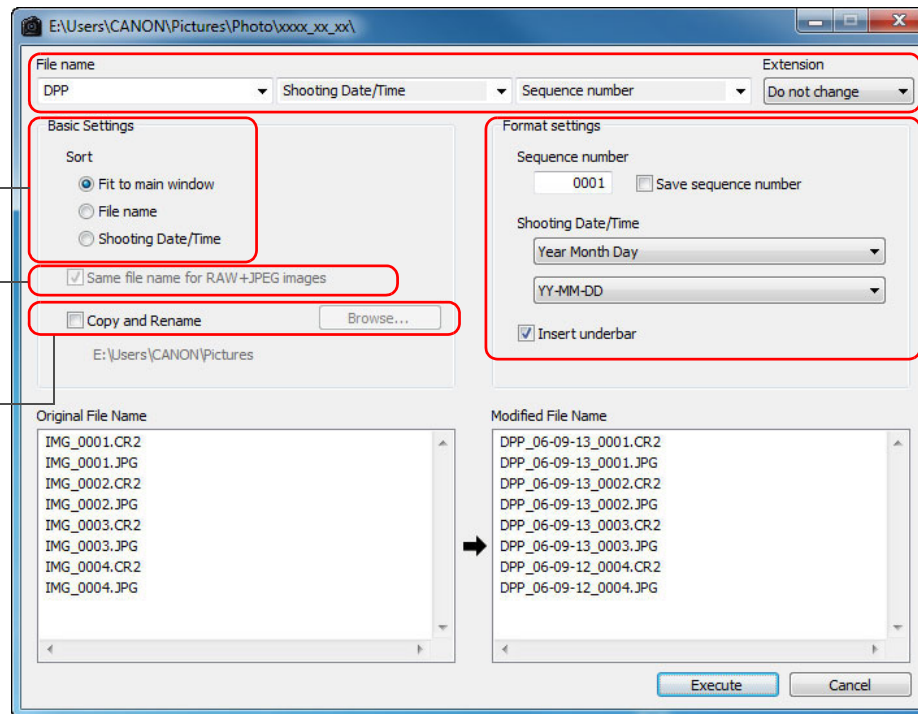 E:\Users\CANON\Pictures\Photo\xxxx_xx_xx\
File name
Extension
DPP
Shooting Date/Time
Sequence number
Do not change
Basic Settings
Sort
Fit to main window
File name
Shooting Date/Time
Same file name for RAW+JPEG images
Copy and Rename
Browse...
E:\Users\CANON\Pictures
Format settings
Sequence number
0001
Save sequence number
Shooting Date/Time
Year Month Day
YY-MM-DD
Insert underbar
Original File Name
IMG_0001.CR2
IMG_0001.JPG
IMG_0002.CR2
IMG_0002.JPG
IMG_0003.CR2
IMG_0003.JPG
IMG_0004.CR2
IMG_0004.JPG
Modified File Name
DPP_06-09-13_0001.CR2
DPP_06-09-13_0001.JPG
DPP_06-09-13_0002.CR2
DPP_06-09-13_0002.JPG
DPP_06-09-13_0003.CR2
DPP_06-09-13_0003.JPG
DPP_06-09-12_0004.CR2
DPP_06-09-12_0004.JPG
Execute
Cancel